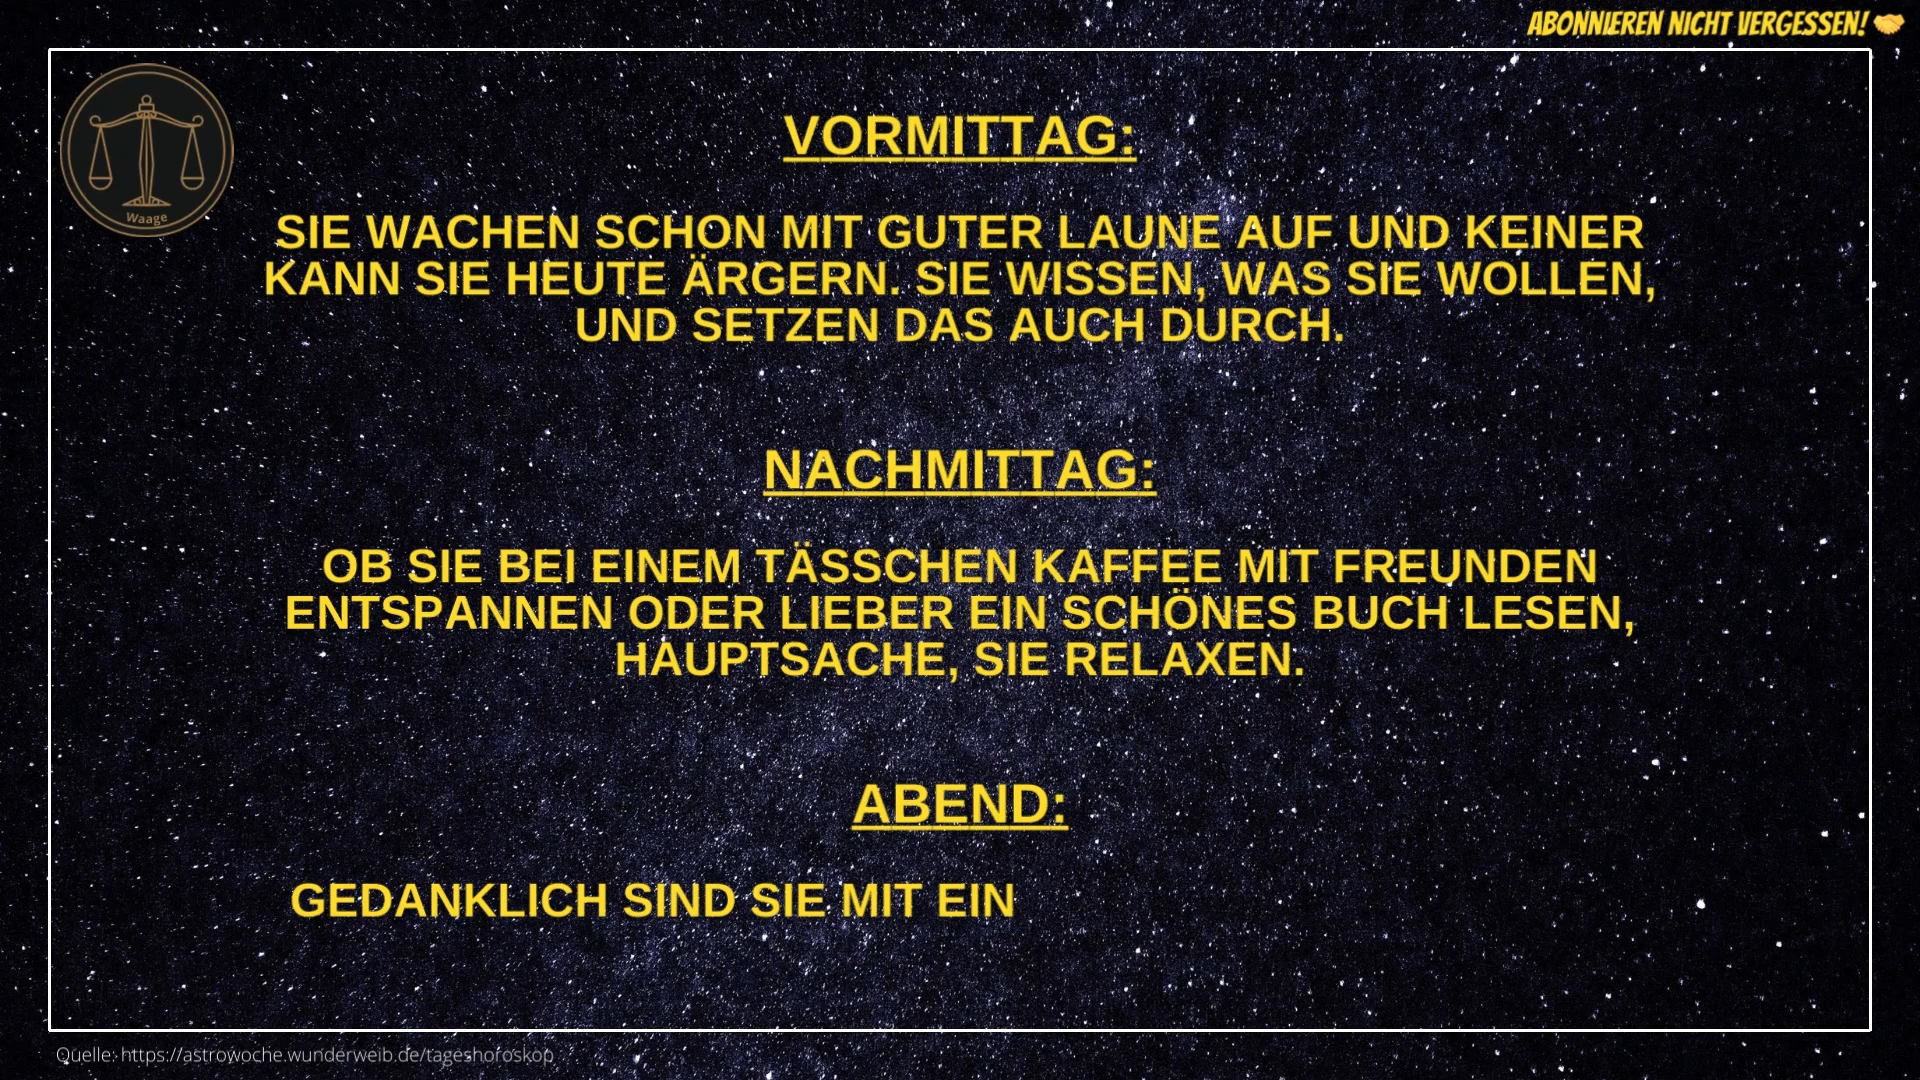 ABONNIEREN NICHT VERGESSEN!
Waage
VORMITTAG:
SIE WACHEN SCHON MIT GUTER LAUNE AUF UND KEINER
KANN SIE HEUTE ÄRGERN. SIE WISSEN, WAS SIE WOLLEN,
UND SETZEN DAS AUCH DURCH.
NACHMITTAG:
OB SIE BEI EINEM TÄSSCHEN KAFFEE MIT FREUNDEN
ENTSPANNEN ODER LIEBER EIN SCHÖNES BUCH LESEN,
HAUPTSACHE, SIE RELAXEN.
ABEND:
GEDANKLICH SIND SIE MIT EIN
Quelle: https://astrowoche.wunderweib.de/tageshoroskop